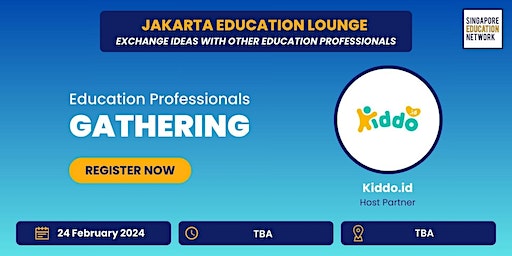 JAKARTA EDUCATION LOUNGE
EXCHANGE IDEAS WITH OTHER EDUCATION PROFESSIONALS
SINGAPORE
EDUCATION
NETWORK
Education Professionals
GATHERING
REGISTER NOW
Kiddo
.id
Kiddo.id
Host Partner
24 February 2024
TBA
TBA